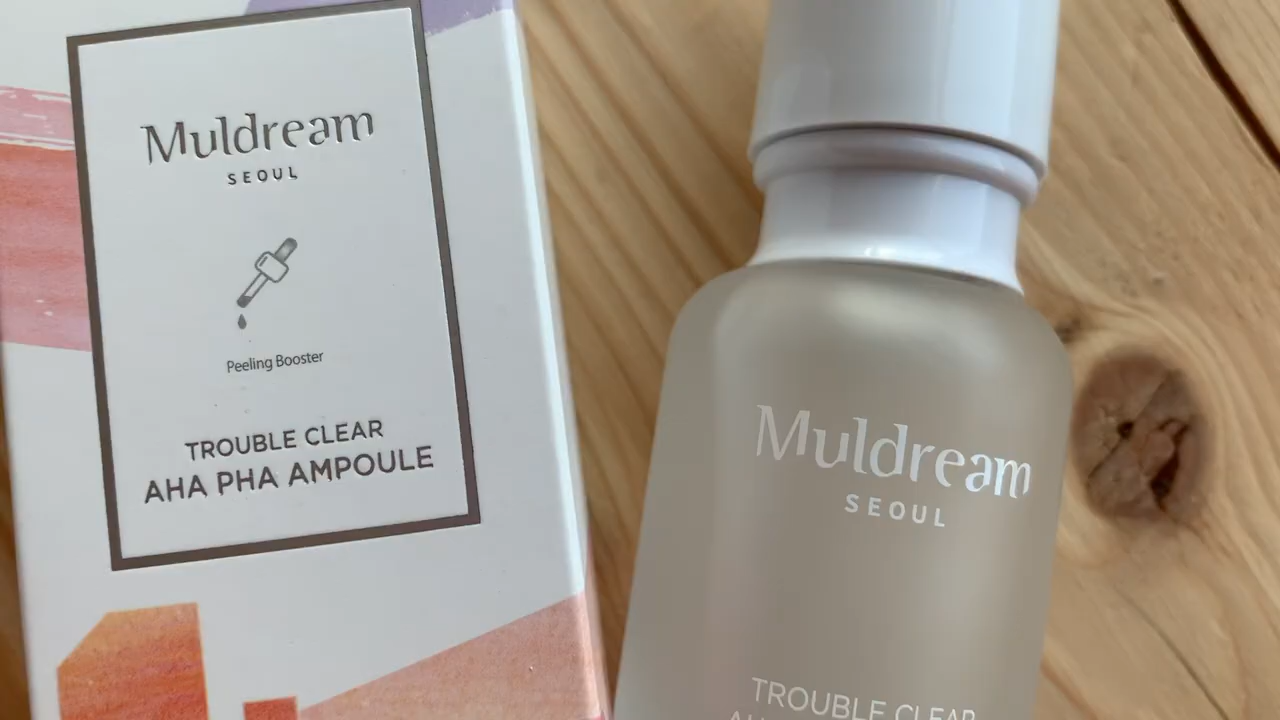 Muldream
SEOUL
Peeling Booster
TROUBLE CLEAR
AHA PHA AMPOULE
Muldream
SEOUL
TROUBLE CLEAR